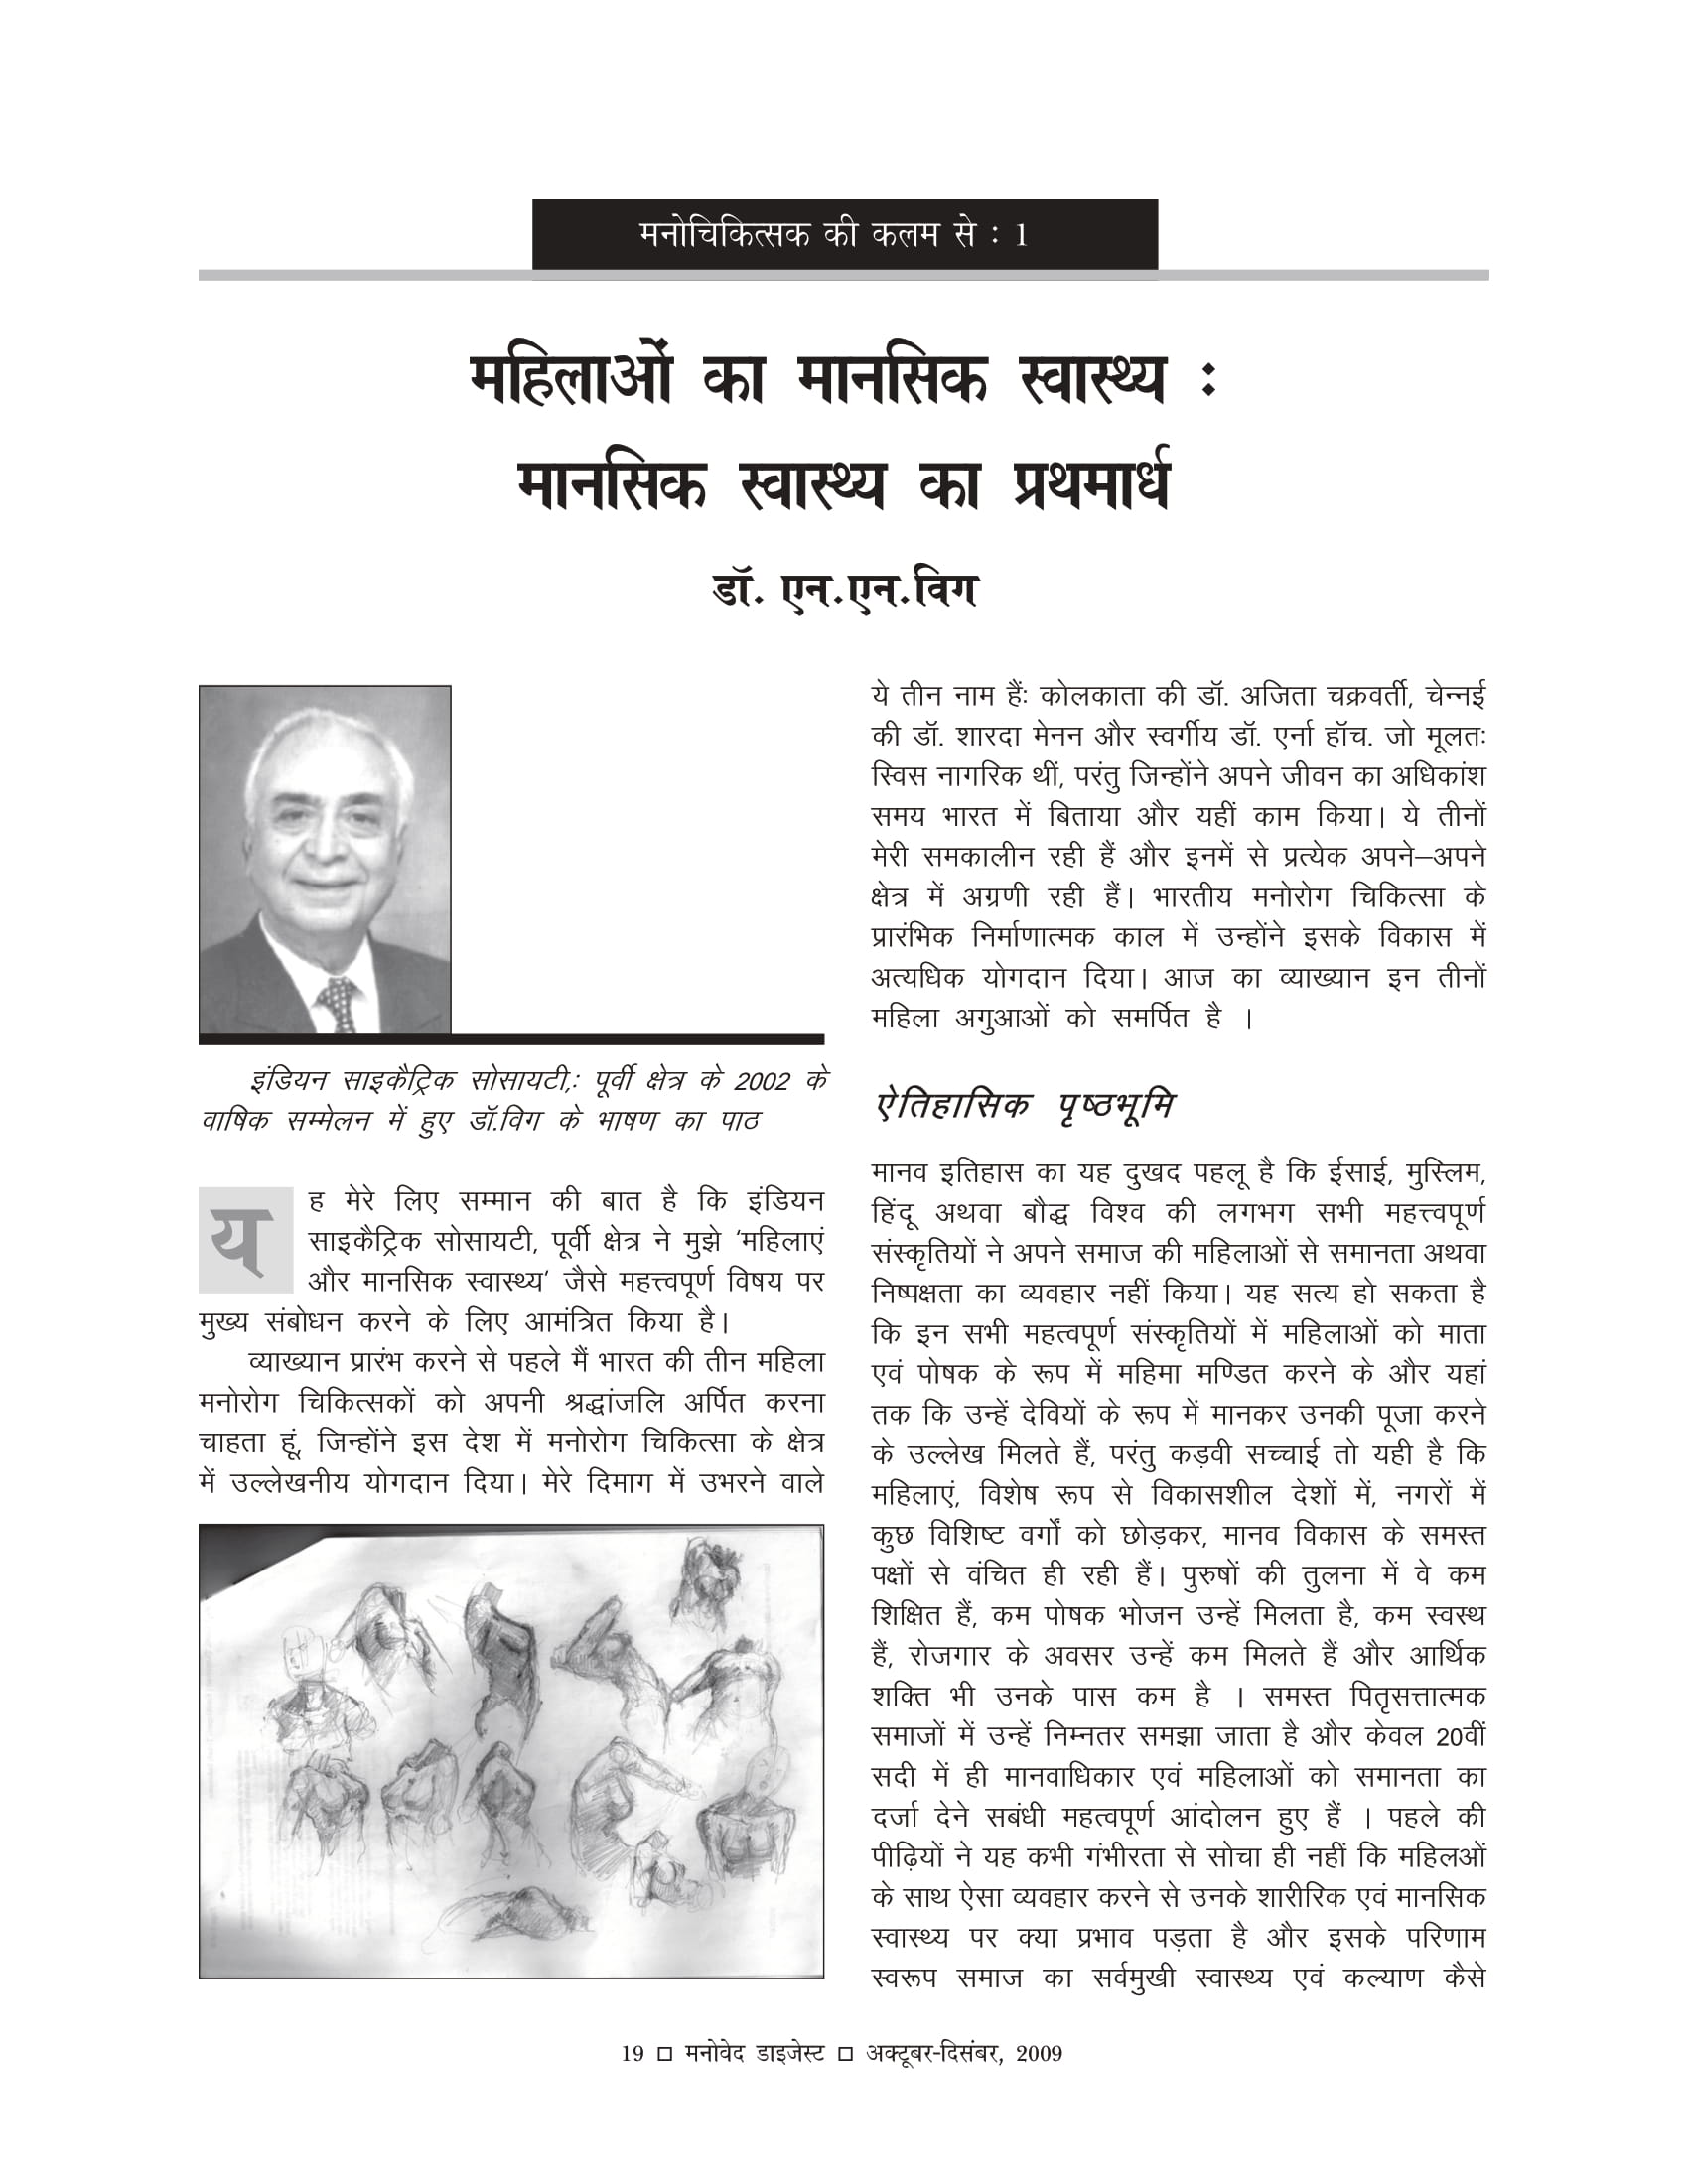 मनोचिकित्सक की कलम से : 1
महिलाओं का मानसिक स्वास्थ्य :
मानसिक स्वास्थ्य का प्रथमार्ध
डॉ. एन.एन.विग
इंडियन साइकैट्रिक सोसायटी,: पूर्वी क्षेत्र के 2002 के
वाषिक सम्मेलन में हुए डॉ.विग के भाषण का पाठ
यह मेरे लिए सम्मान की बात है कि इंडियन
साइकैट्रिक सोसायटी, पूर्वी क्षेत्र ने मुझे ‘महिलाएं
और मानसिक स्वास्थ्य’ जैसे महत्त्वपूर्ण विषय पर
मुख्य संबोधन करने के लिए आमंत्रित किया है।
व्याख्यान प्रारंभ करने से पहले मैं भारत की तीन महिला
मनोरोग चिकित्सकों को अपनी श्रद्धांजलि अर्पित करना
चाहता हूं, जिन्होंने इस देश में मनोरोग चिकित्सा के क्षेत्र
में उल्लेखनीय योगदान दिया। मेरे दिमाग में उभरने वाले
ये तीन नाम हैंः कोलकाता की डॉ. अजिता चक्रवर्ती, चेन्नई
की डॉ. शारदा मेनन और स्वर्गीय डॉ. एर्ना हॉच. जो मूलतः
स्विस नागरिक थीं, परंतु जिन्होंने अपने जीवन का अधिकांश
समय भारत में बिताया और यहीं काम किया। ये तीनों
मेरी समकालीन रही हैं और इनमें से प्रत्येक अपने–अपने
क्षेत्र में अग्रणी रही हैं। भारतीय मनोरोग चिकित्सा के
प्रारंभिक निर्माणात्मक काल में उन्होंने इसके विकास में
अत्यधिक योगदान दिया। आज का व्याख्यान इन तीनों
महिला अगुआओं को समर्पित है ।
ऐतिहासिक पृष्ठभूमि
मानव इतिहास का यह दुखद पहलू है कि ईसाई, मुस्लिम,
हिंदू अथवा बौद्ध विश्व की लगभग सभी महत्त्वपूर्ण
संस्कृतियों ने अपने समाज की महिलाओं से समानता अथवा
निष्पक्षता का व्यवहार नहीं किया। यह सत्य हो सकता है
कि इन सभी महत्वपूर्ण संस्कृतियों में महिलाओं को माता
एवं पोषक के रूप में महिमा मण्डित करने के और यहां
तक कि उन्हें देवियों के रूप में मानकर उनकी पूजा करने
के उल्लेख मिलते हैं, परंतु कड़वी सच्चाई तो यही है कि
महिलाएं, विशेष रूप से विकासशील देशों में, नगरों में
कुछ विशिष्ट वर्गों को छोड़कर, मानव विकास के समस्त
पक्षों से वंचित ही रही हैं। पुरुषों की तुलना में वे कम
शिक्षित हैं, कम पोषक भोजन उन्हें मिलता है, कम स्वस्थ
हैं, रोजगार के अवसर उन्हें कम मिलते हैं और आर्थिक
शक्ति भी उनके पास कम है । समस्त पितृसत्तात्मक
समाजों में उन्हें निम्नतर समझा जाता है और केवल 20वीं
सदी में ही मानवाधिकार एवं महिलाओं को समानता का
दर्जा देने सबंधी महत्वपूर्ण आंदोलन हुए हैं । पहले की
पीढ़ियों ने यह कभी गंभीरता से सोचा ही नहीं कि महिलओं
के साथ ऐसा व्यवहार करने से उनके शारीरिक एवं मानसिक
स्वास्थ्य पर क्या प्रभाव पड़ता है और इसके परिणाम
स्वरूप समाज का सर्वमुखी स्वास्थ्य एवं कल्याण कैसे
19 □ मनोवेद डाइजेस्ट □ अक्टूबर-दिसंबर, 2009